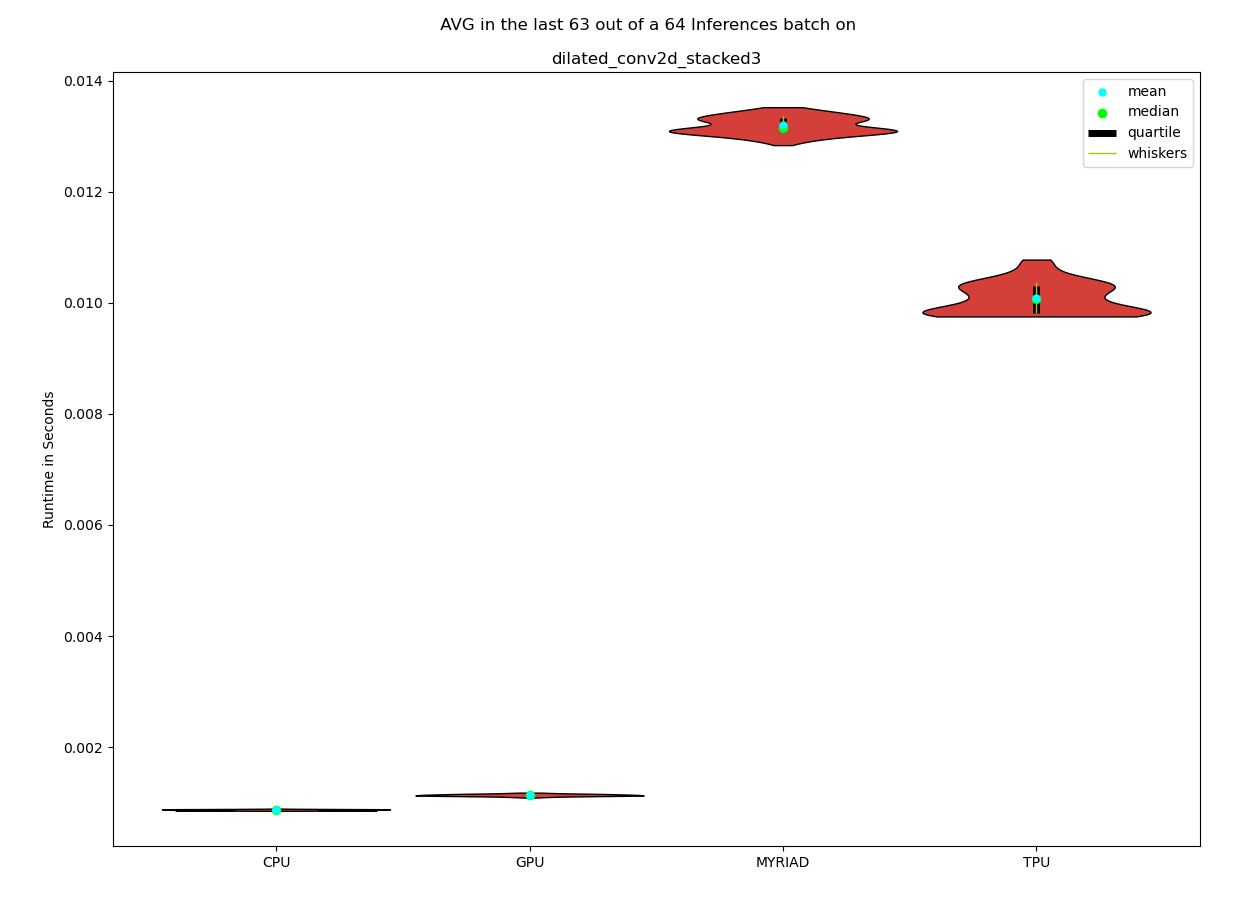 AVG in the last 63 out of a 64 Inferences batch on
dilated_conv2d_stacked3
mean
median
quartile
whiskers
Runtime in Seconds
0.014
0.012
0.010
0.008
0.006
0.004
0.002
CPU GPU MYRIAD TPU